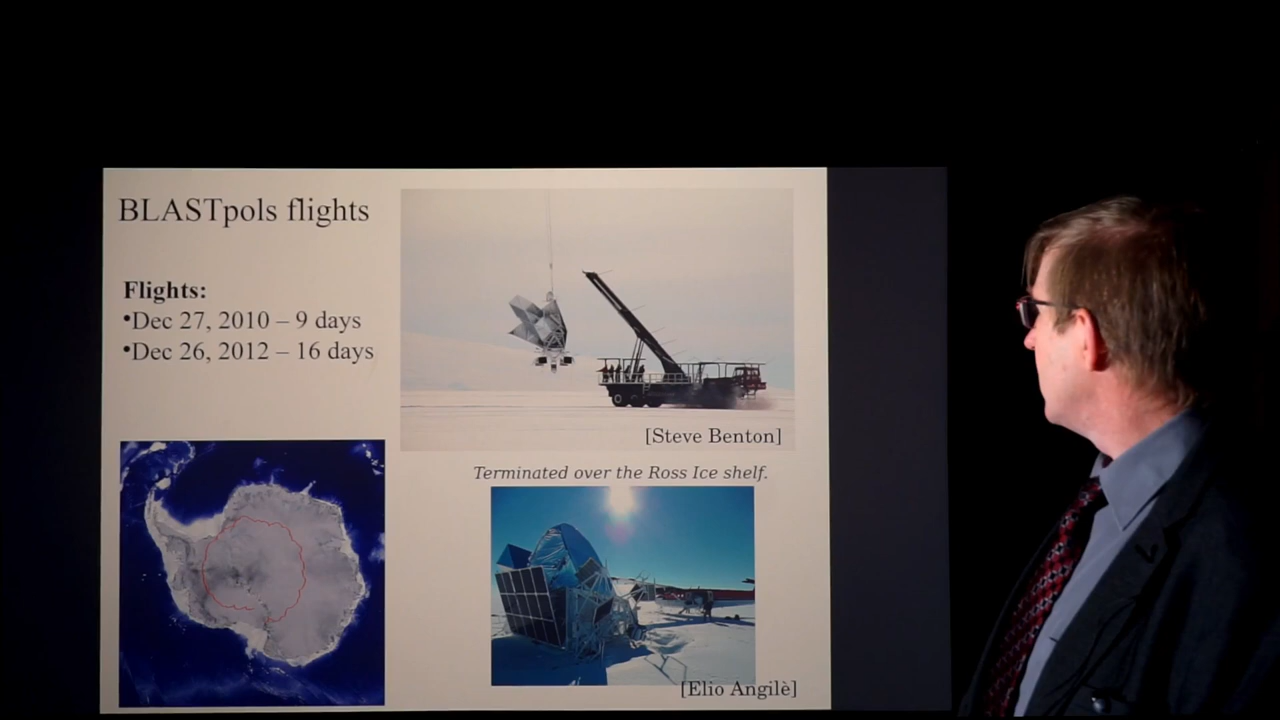 BLASTpols flights
Flights:
•Dec 27, 2010 – 9 days
•Dec 26, 2012 – 16 days
[Steve Benton]
Terminated over the Ross Ice shelf.
[Elio Angilè]